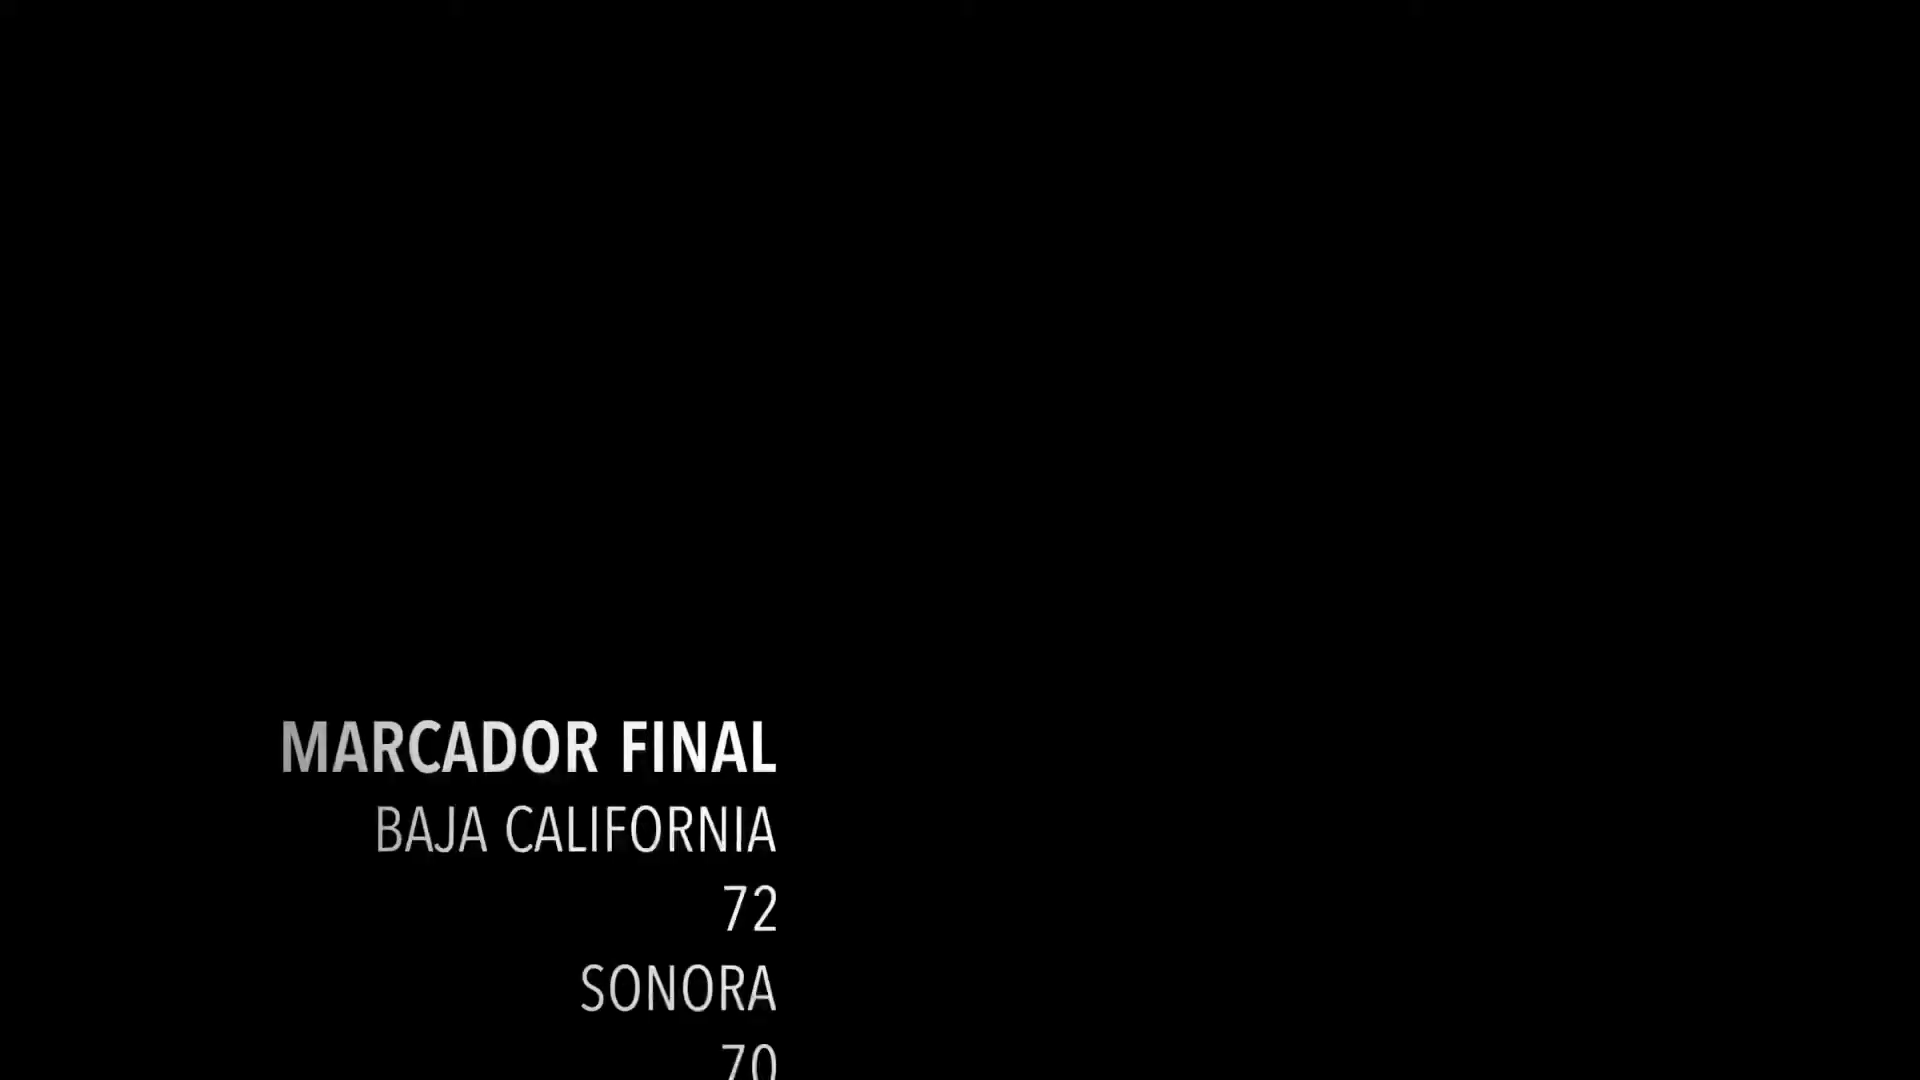 MARCADOR FINAL
BAJA CALIFORNIA
72
SONORA
70